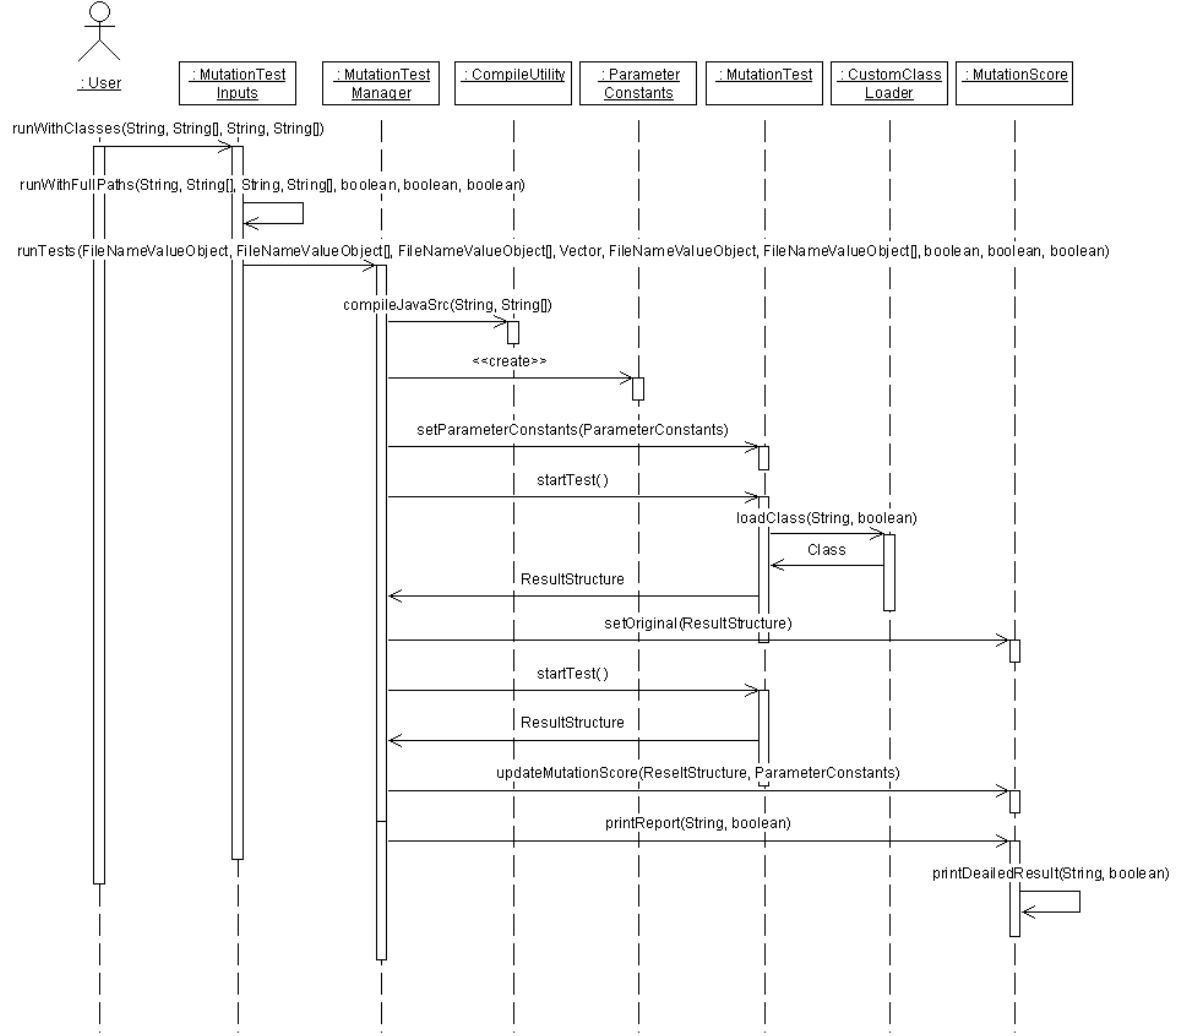 : User
: MutationTest
Inputs
: MutationTest
Manager
: CompileUtility
: Parameter
Constants
: MutationTest
: CustomClass
Loader
: MutationScore
runWithClasses(String, String[], String, String[])
runWithFullPaths(String, String[], String, String[], boolean, boolean, boolean)
runTests(FileNameValueObject, FileNameValueObject[], FileNameValueObject[], Vector, FileNameValueObject, FileNameValueObject[], boolean, boolean, boolean)
compileJavaSrc(String, String[])
<<create>>
setParameterConstants(ParameterConstants)
startTest()
loadClass(String, boolean)
Class
ResultStructure
setOriginal(ResultStructure)
startTest()
ResultStructure
updateMutationScore(ReseltStructure, ParameterConstants)
printReport(String, boolean)
printDeailedResult(String, boolean)